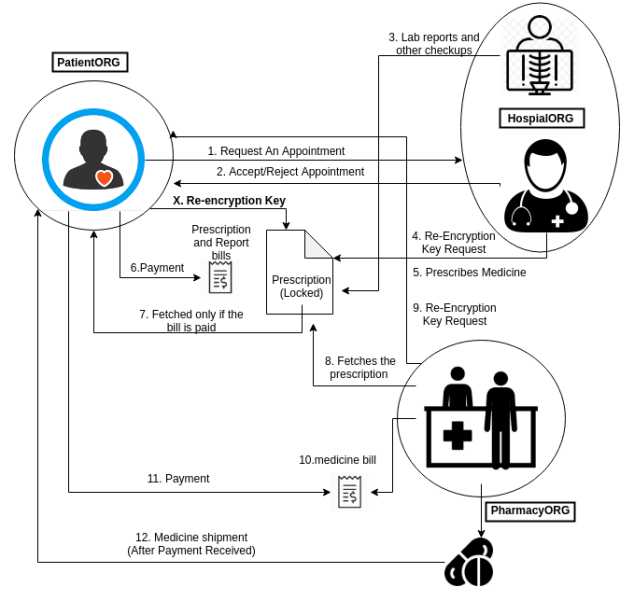 PatientORG
3. Lab reports and
other checkups
HospialORG
1. Request An Appointment
2. Accept/Reject Appointment
X. Re-encryption Key
Prescription
and Report
bills
4. Re-Encryption
Key Request
6.Payment
Prescription
(Locked)
5. Prescribes Medicine
7. Fetched only if the
bill is paid
9. Re-Encryption
Key Request
8. Fetches the
prescription
10.medicine bill
11. Payment
PharmacyORG
12. Medicine shipment
(After Payment Received)